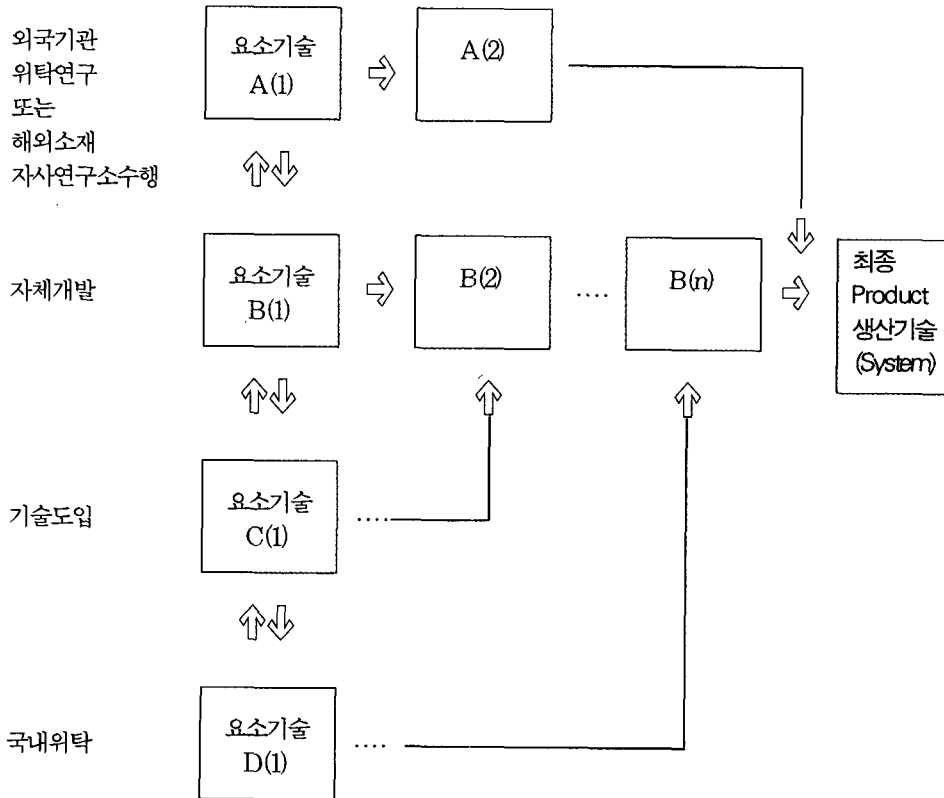 외국기관
위탁연구
또는
해외소재
자사연구소수행
요소기술
A(1)
A(2)
자체개발
요소기술
B(1)
B(2)
....
B(n)
최종
Product
생산기술
(System)
기술도입
요소기술
C(1)
....
국내위탁
요소기술
D(1)
....